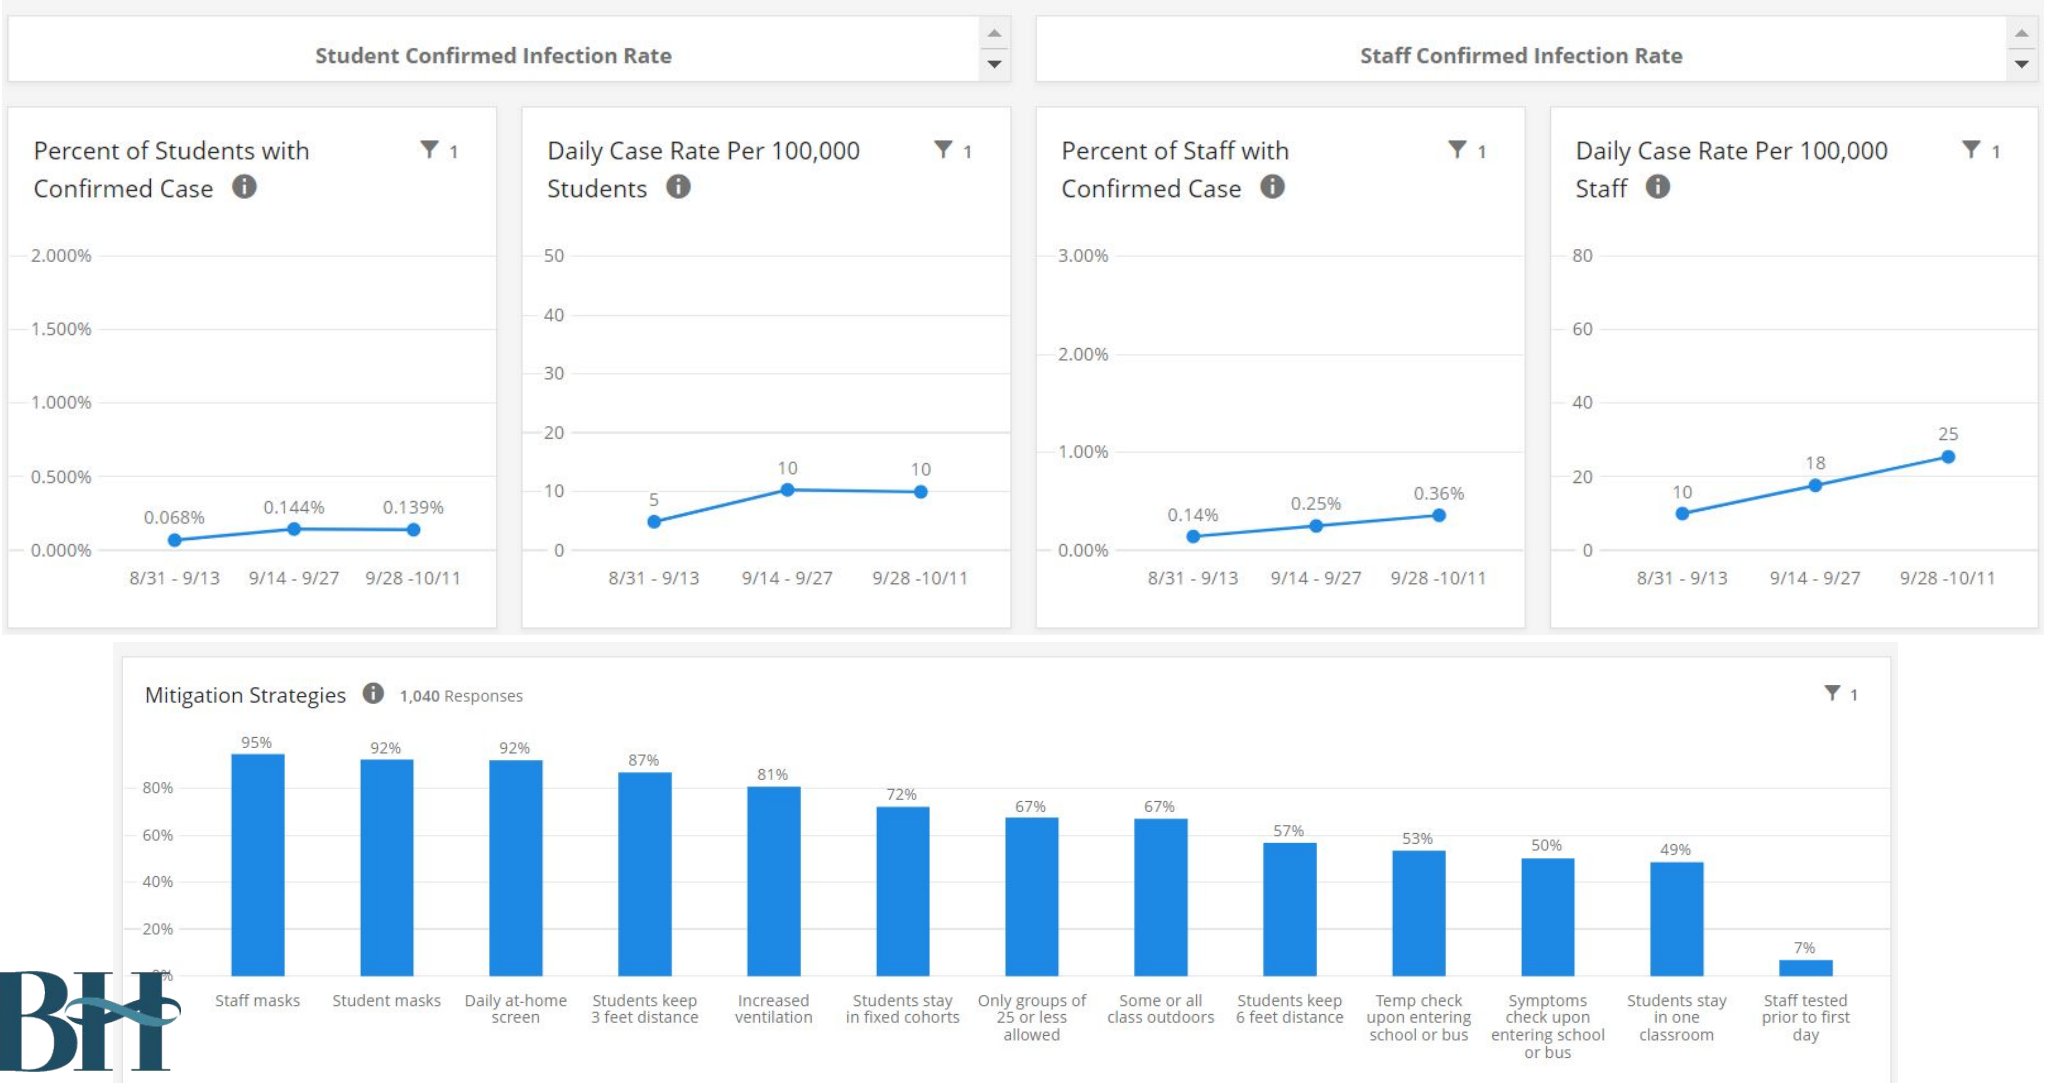 Student Confirmed Infection Rate
Staff Confirmed Infection Rate
Percent of Students with
Confirmed Case
1
2.000%
1.500%
1.000%
0.500%
0.000%
0.068%
0.144%
0.139%
8/31 - 9/13
9/14 - 9/27
9/28 -10/11
Daily Case Rate Per 100,000
Students
1
50
40
30
20
10
0
5
10
10
8/31 - 9/13
9/14 - 9/27
9/28 -10/11
Percent of Staff with
Confirmed Case
1
3.00%
2.00%
1.00%
0.00%
0.14%
0.25%
0.36%
8/31 - 9/13
9/14 - 9/27
9/28 -10/11
Daily Case Rate Per 100,000
Staff
1
80
60
40
20
0
10
18
25
8/31 - 9/13
9/14 - 9/27
9/28 -10/11
Mitigation Strategies 1,040 Responses
1
80%
60%
40%
20%
0%
95%
92%
92%
87%
81%
72%
67%
67%
57%
53%
50%
49%
7%
Staff masks
Student masks
Daily at-home
screen
Students keep
3 feet distance
Increased
ventilation
Students stay
in fixed cohorts
Only groups of
25 or less
allowed
Some or all
class outdoors
Students keep
6 feet distance
Temp check
upon entering
school or bus
Symptoms
check upon
entering school
or bus
Students stay
in one
classroom
Staff tested
prior to first
day
BH